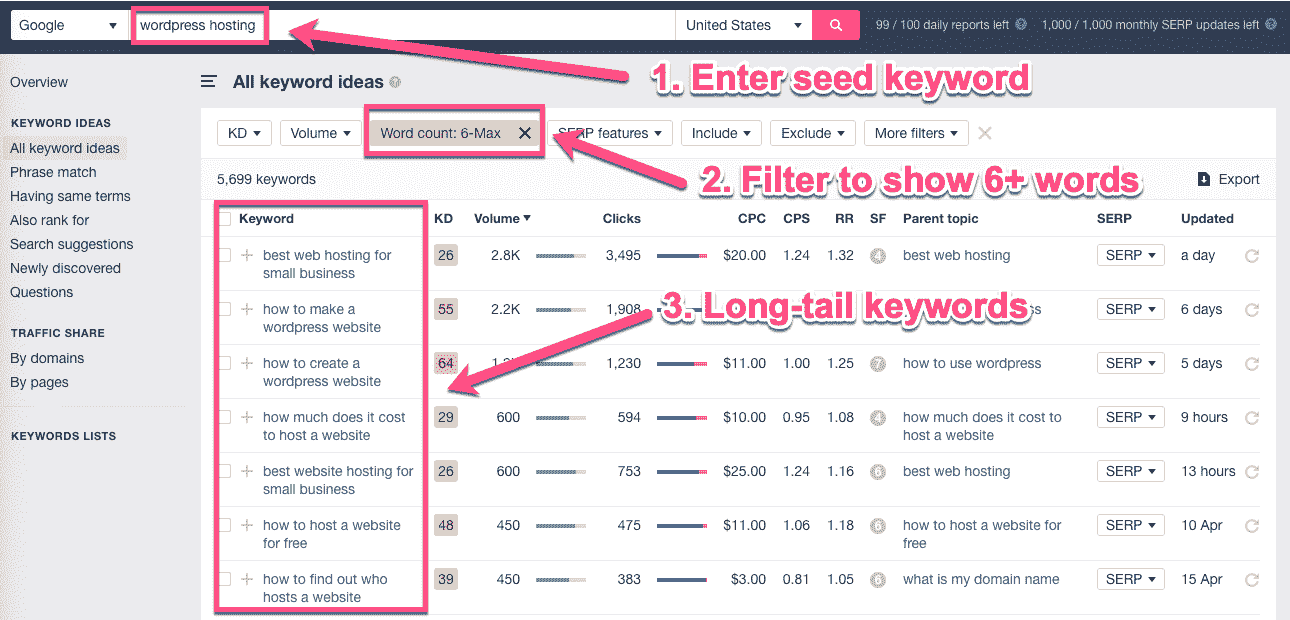 Google wordpress hosting United States 99 / 100 daily reports left 1,000 / 1,000 monthly SERP updates left
1. Enter seed keyword
Overview
All keyword ideas
KEYWORD IDEAS
All keyword ideas
Phrase match
Having same terms
Also rank for
Search suggestions
Newly discovered
Questions
TRAFFIC SHARE
By domains
By pages
KEYWORDS LISTS
KD Volume Word count: 6-Max SERP features Include Exclude More filters
2. Filter to show 6+ words
5,699 keywords Export
Keyword KD Volume Clicks CPC CPS RR SF Parent topic SERP Updated
best web hosting for 26 2.8K 3,495 $20.00 1.24 1.32 4 best web hosting SERP a day
small business
3. Long-tail keywords
how to make a 55 2.2K 1,908 SERP 6 days
wordpress website
how to create a 64 1,230 $11.00 1.00 1.25 7 how to use wordpress SERP 5 days
wordpress website
how much does it cost 29 600 594 $10.00 0.95 1.08 4 how much does it cost to SERP 9 hours
to host a website host a website
best website hosting for 26 600 753 $25.00 1.24 1.16 best web hosting SERP 13 hours
small business
how to host a website 48 450 475 $11.00 1.06 1.18 how to host a website for SERP 10 Apr
for free free
how to find out who 39 450 383 $3.00 0.81 1.05 what is my domain name SERP 15 Apr
hosts a website